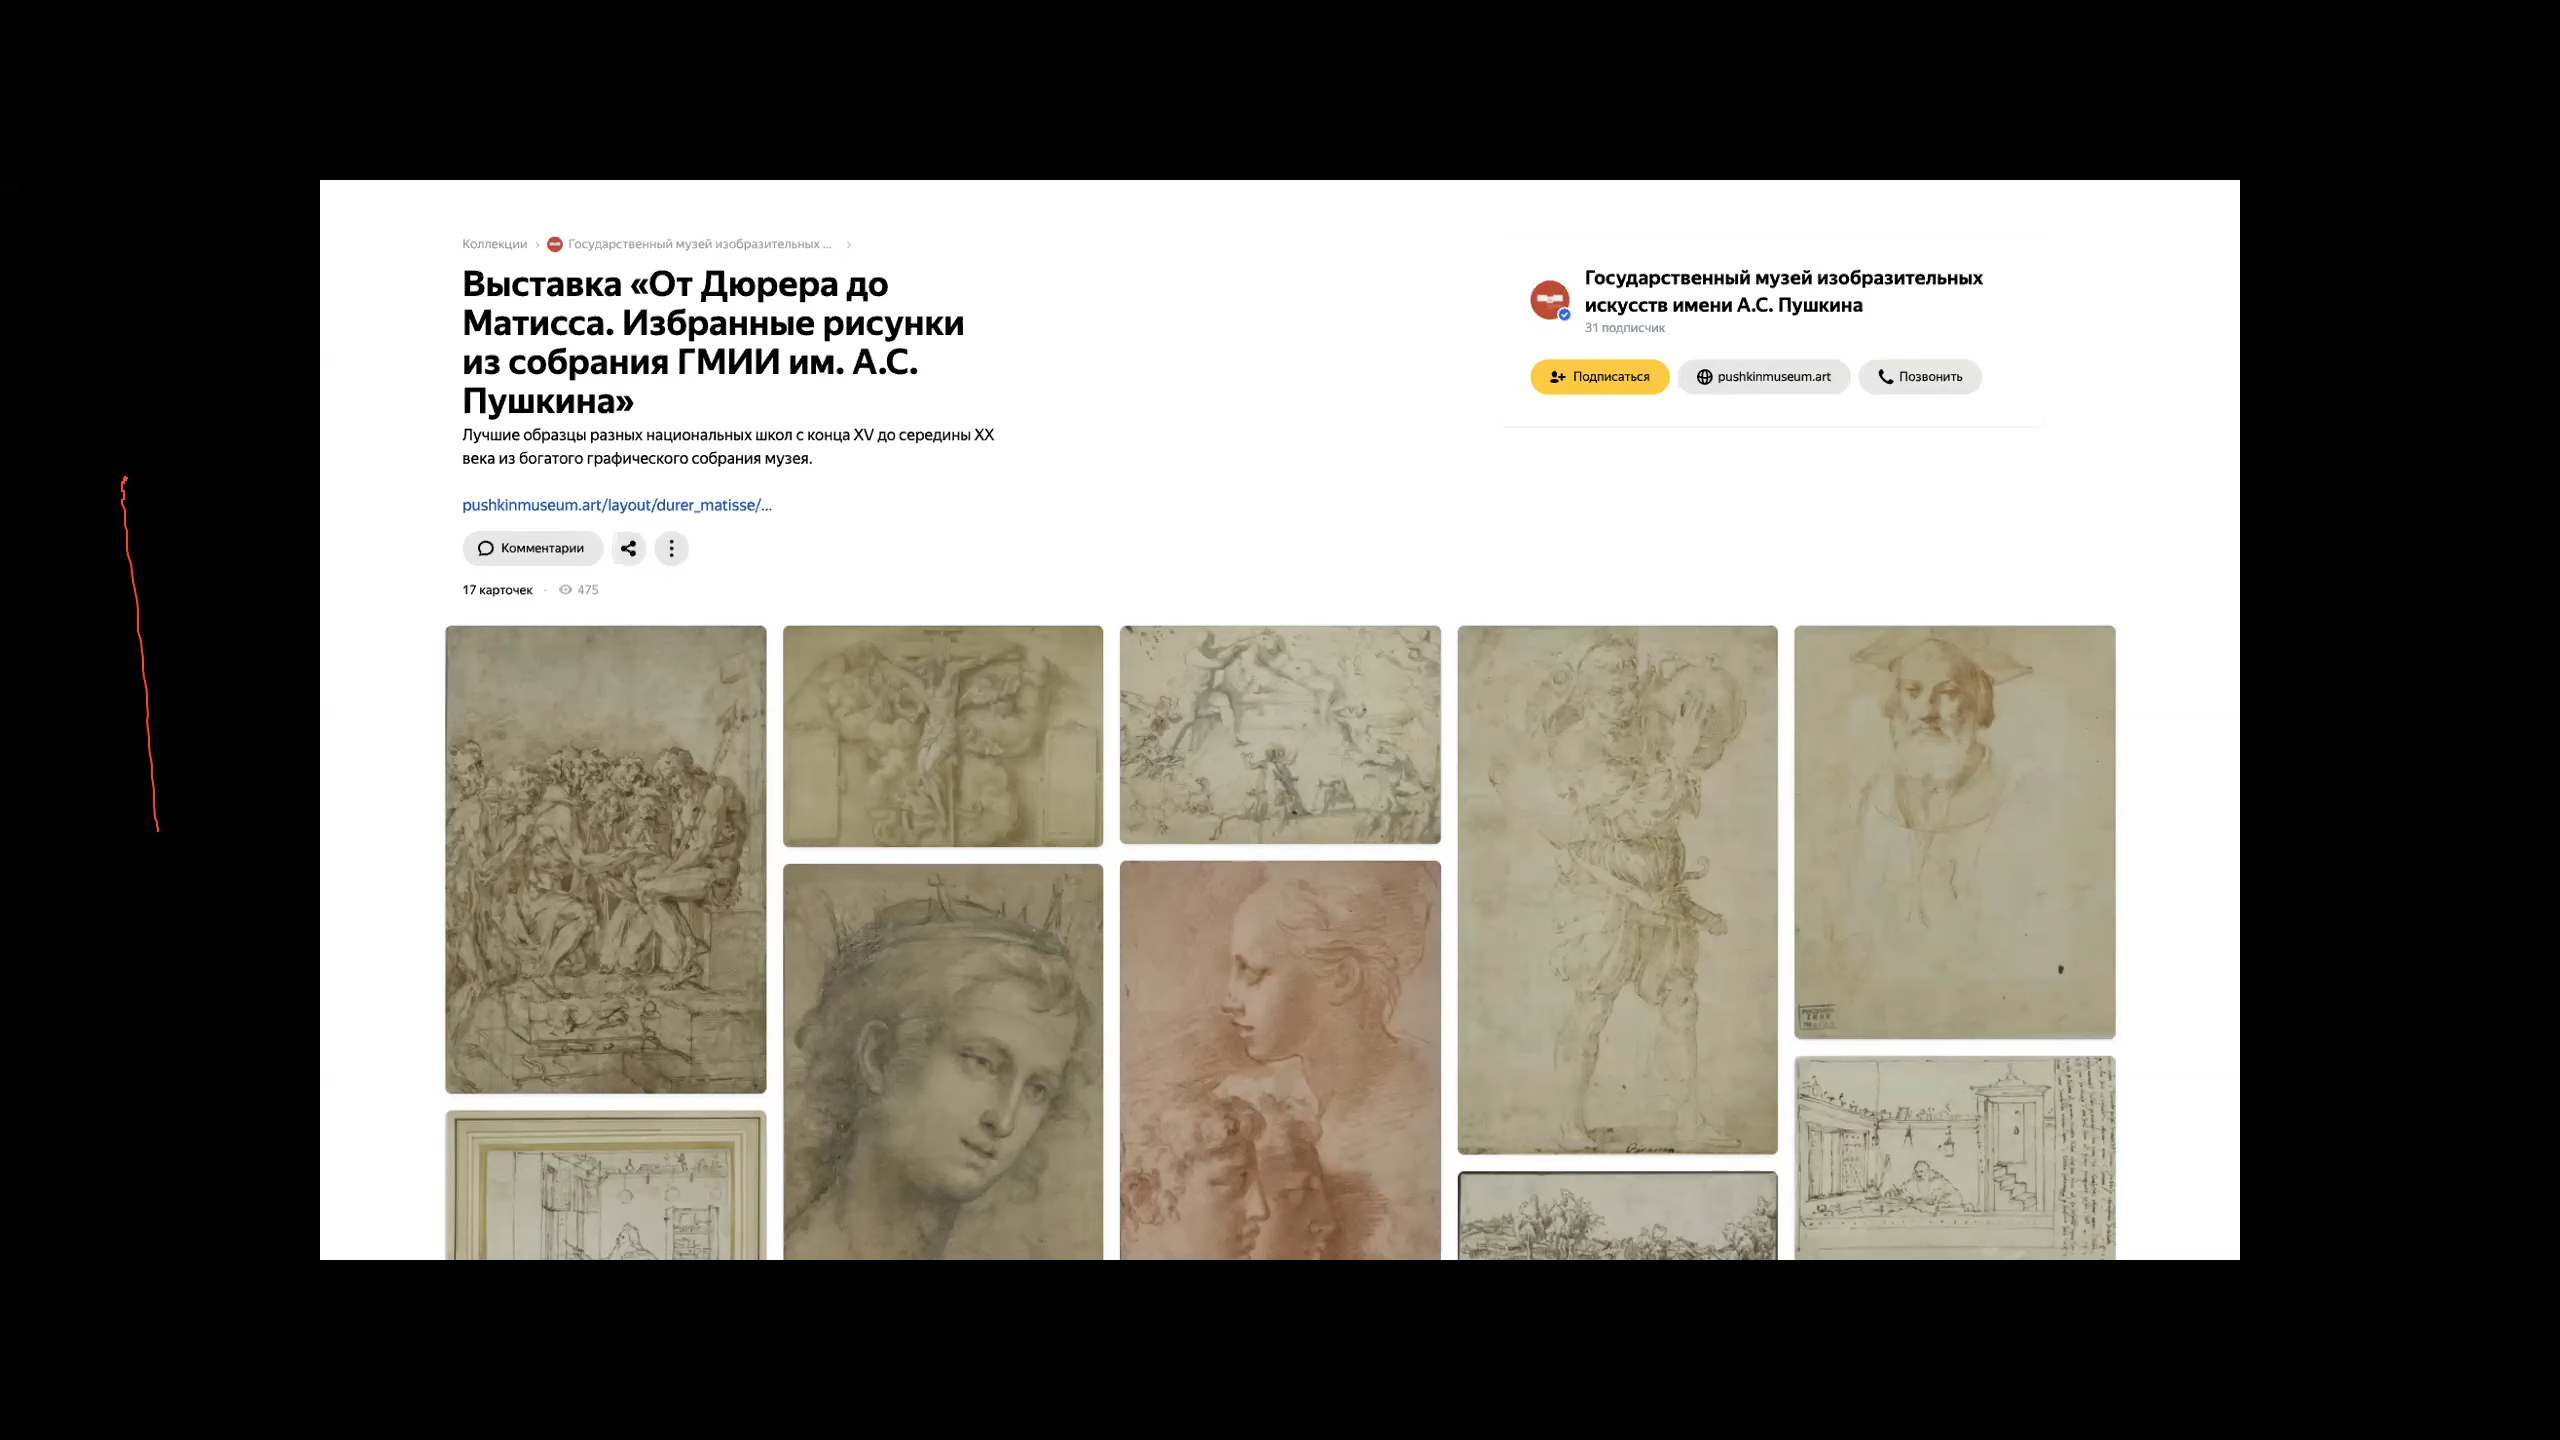 Коллекции › Государственный музей изобразительных ... ›
Выставка «От Дюрера до
Матисса. Избранные рисунки
из собрания ГМИИ им. А.С.
Пушкина»
Лучшие образцы разных национальных школ с конца XV до середины XX
века из богатого графического собрания музея.
pushkinmuseum.art/layout/durer_matisse/...
Комментарии
17 карточек · 475
Государственный музей изобразительных
искусств имени А.С. Пушкина
31 подписчик
Подписаться pushkinmuseum.art Позвонить